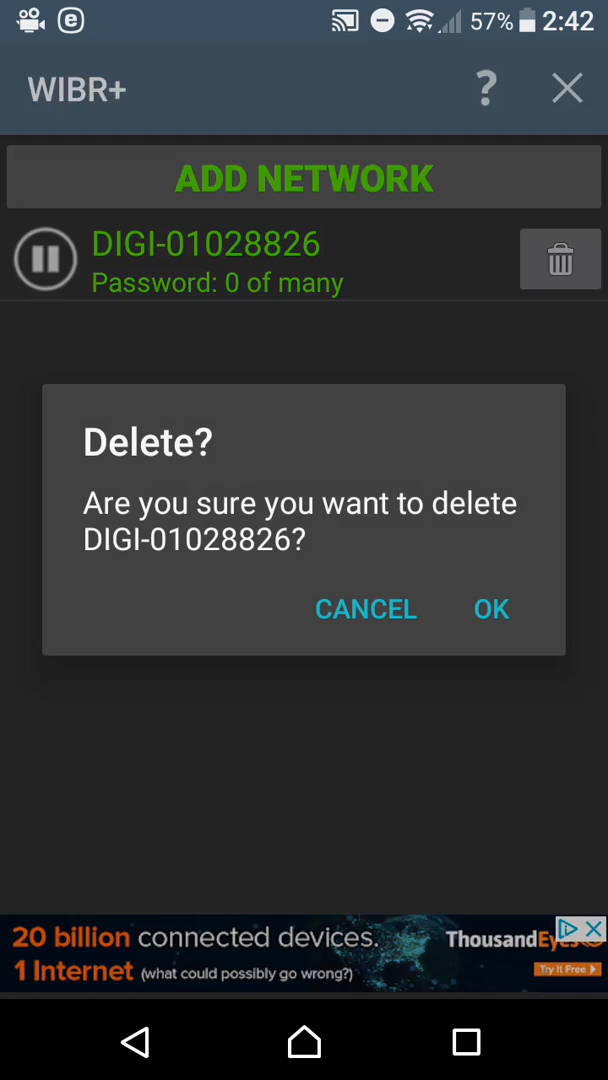 57% 2:42
WIBR+ ?
ADD NETWORK
DIGI-01028826
Password: 0 of many
Delete?
Are you sure you want to delete
DIGI-01028826?
CANCEL OK
20 billion connected devices.
1 Internet (what could possibly go wrong?)
ThousandEyes
Try It Free